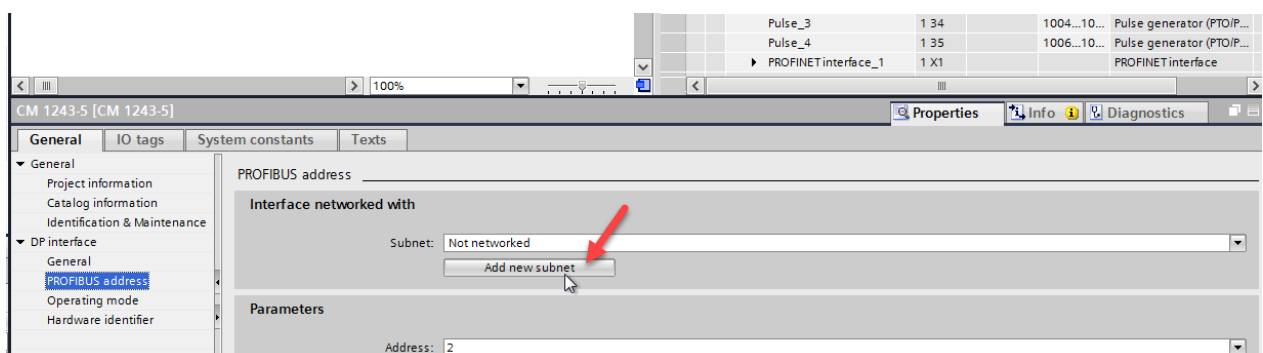 Pulse_3 1 34 1004...10... Pulse generator (PTO/P...
Pulse_4 1 35 1006...10... Pulse generator (PTO/P...
PROFINET interface_1 1 X1 PROFINET interface
100%
CM 1243-5 [CM 1243-5]
Properties Info Diagnostics
General IO tags System constants Texts
General
Project information
Catalog information
Identification & Maintenance
DP interface
General
PROFIBUS address
Operating mode
Hardware identifier
PROFIBUS address
Interface networked with
Subnet: Not networked
Add new subnet
Parameters
Address: 2